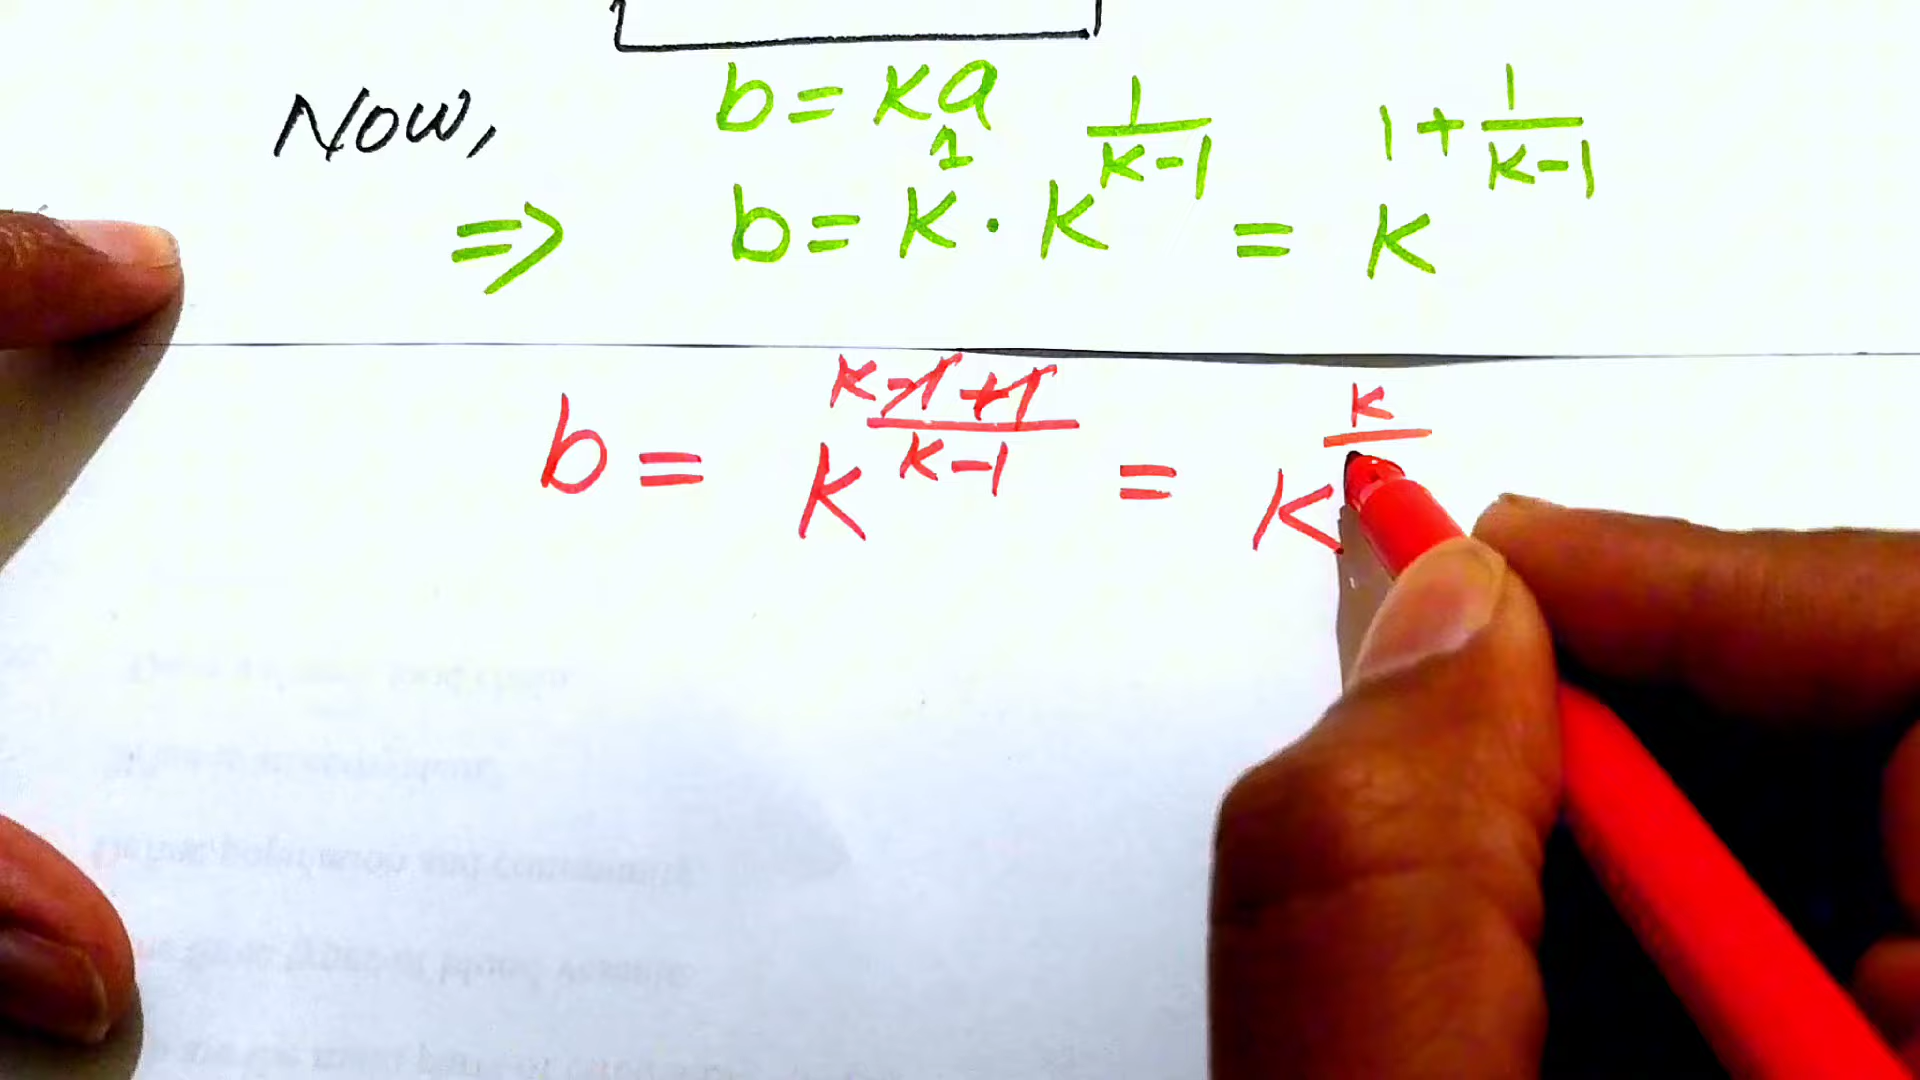 Now, b = ka
⇒ b = k^1 · k^(1/(k-1)) = k^(1 + 1/(k-1))
b = k^((k-1+1)/(k-1)) = k^(k/